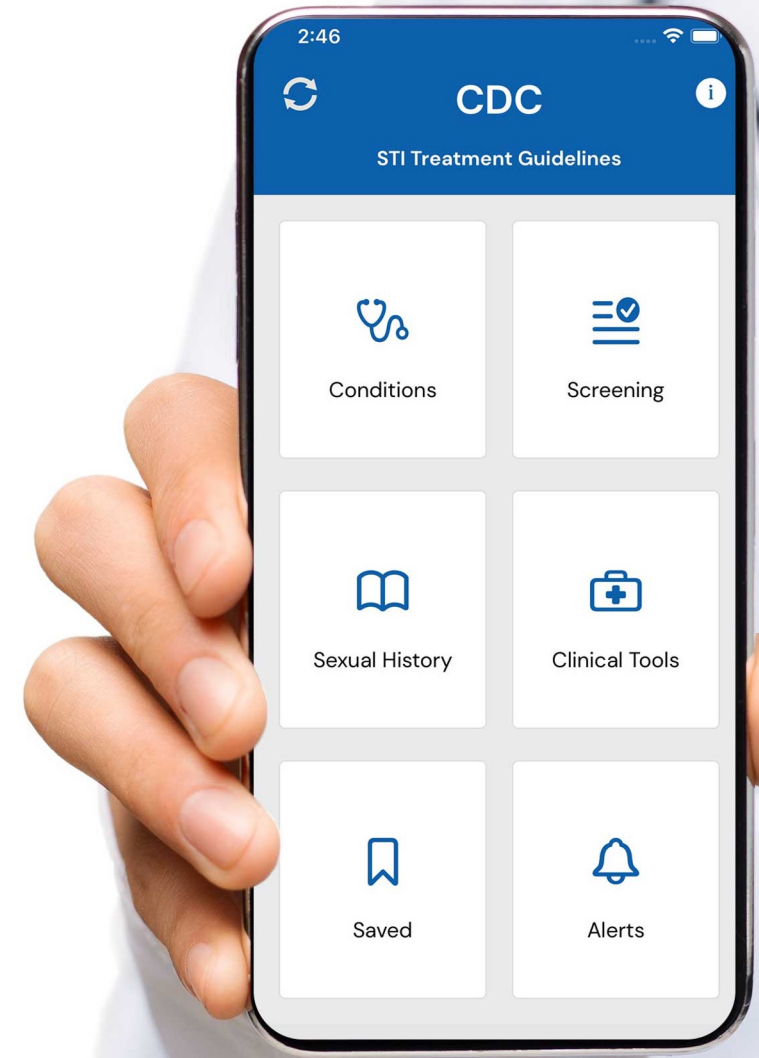 2:46
CDC
i
STI Treatment Guidelines
Conditions
Screening
Sexual History
Clinical Tools
Saved
Alerts